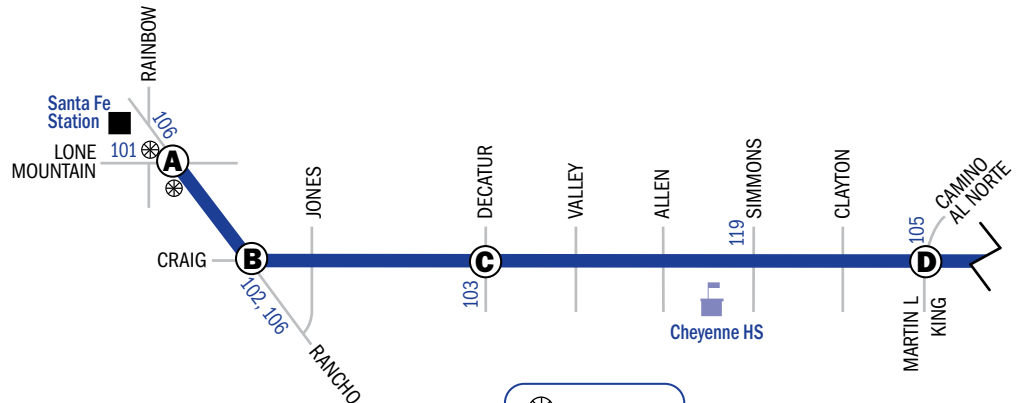 RAINBOW
Santa Fe
Station
106
LONE
MOUNTAIN
101
A
JONES
DECATUR
VALLEY
ALLEN
119
SIMMONS
CLAYTON
105
CAMINO
AL NORTE
CRAIG
B
C
D
102, 106
103
Cheyenne HS
MARTIN L
KING
RANCHO